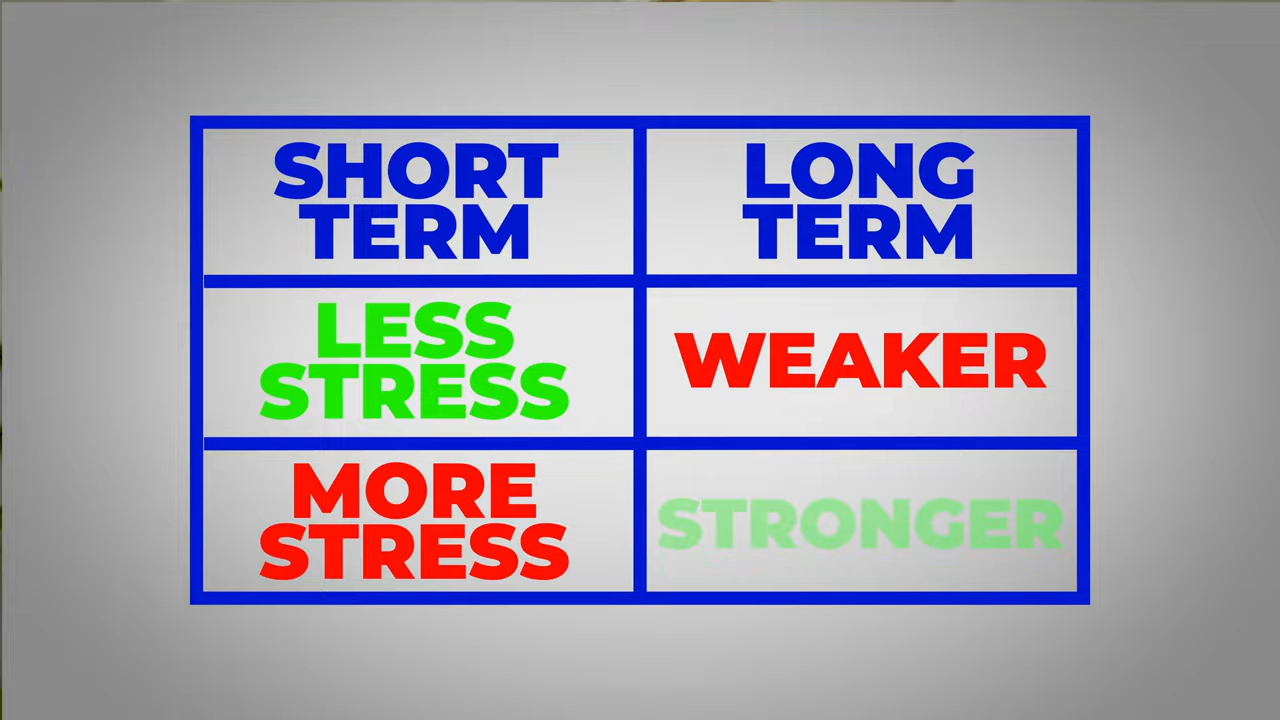 SHORT
TERM
LONG
TERM
LESS
STRESS
WEAKER
MORE
STRESS
STRONGER